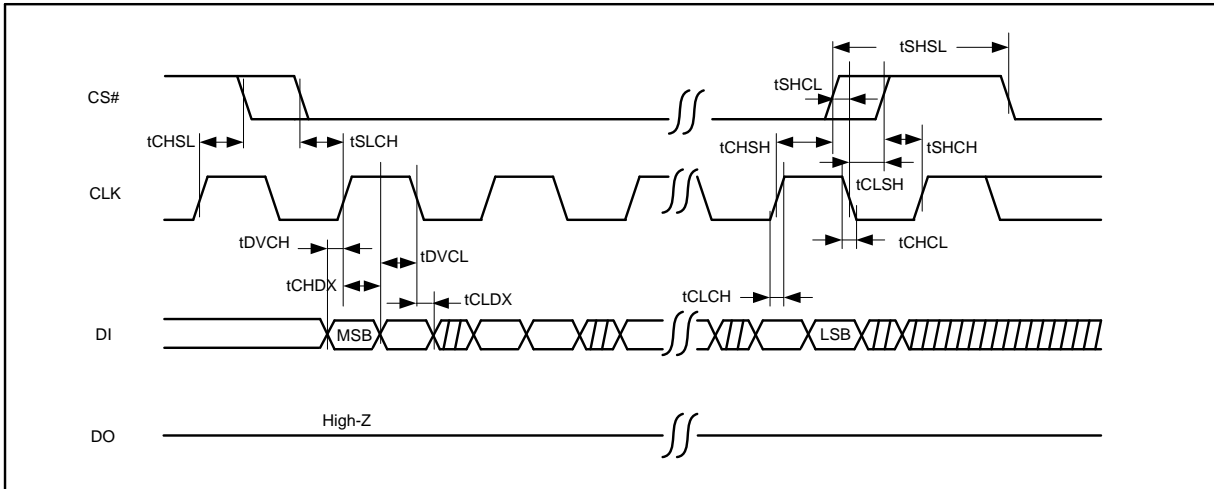 tSHSL
CS#
tSHCL
tCHSL
tSLCH
tCHSH
tSHCH
tCLSH
CLK
tDVCH
tDVCL
tCHCL
tCHDX
tCLDX
tCLCH
DI
MSB
LSB
High-Z
DO